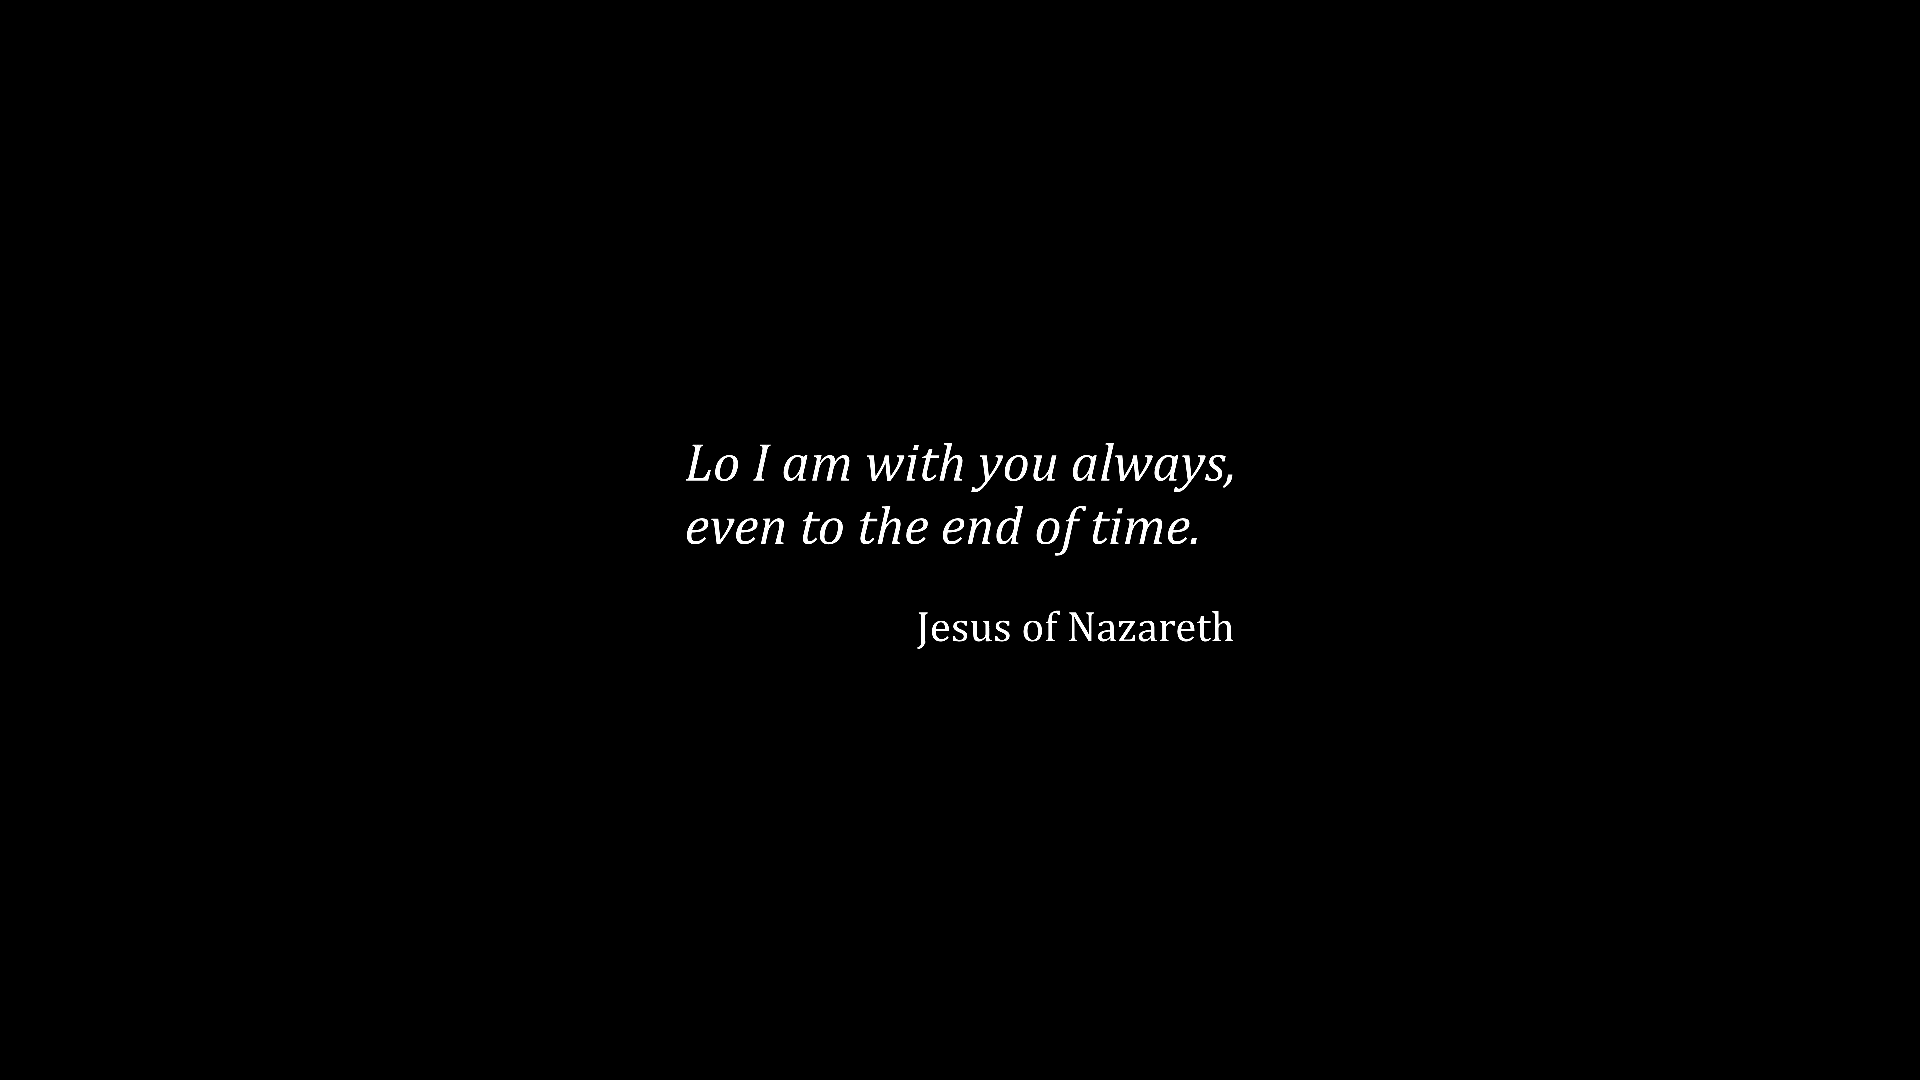 Lo I am with you always,
even to the end of time.
Jesus of Nazareth